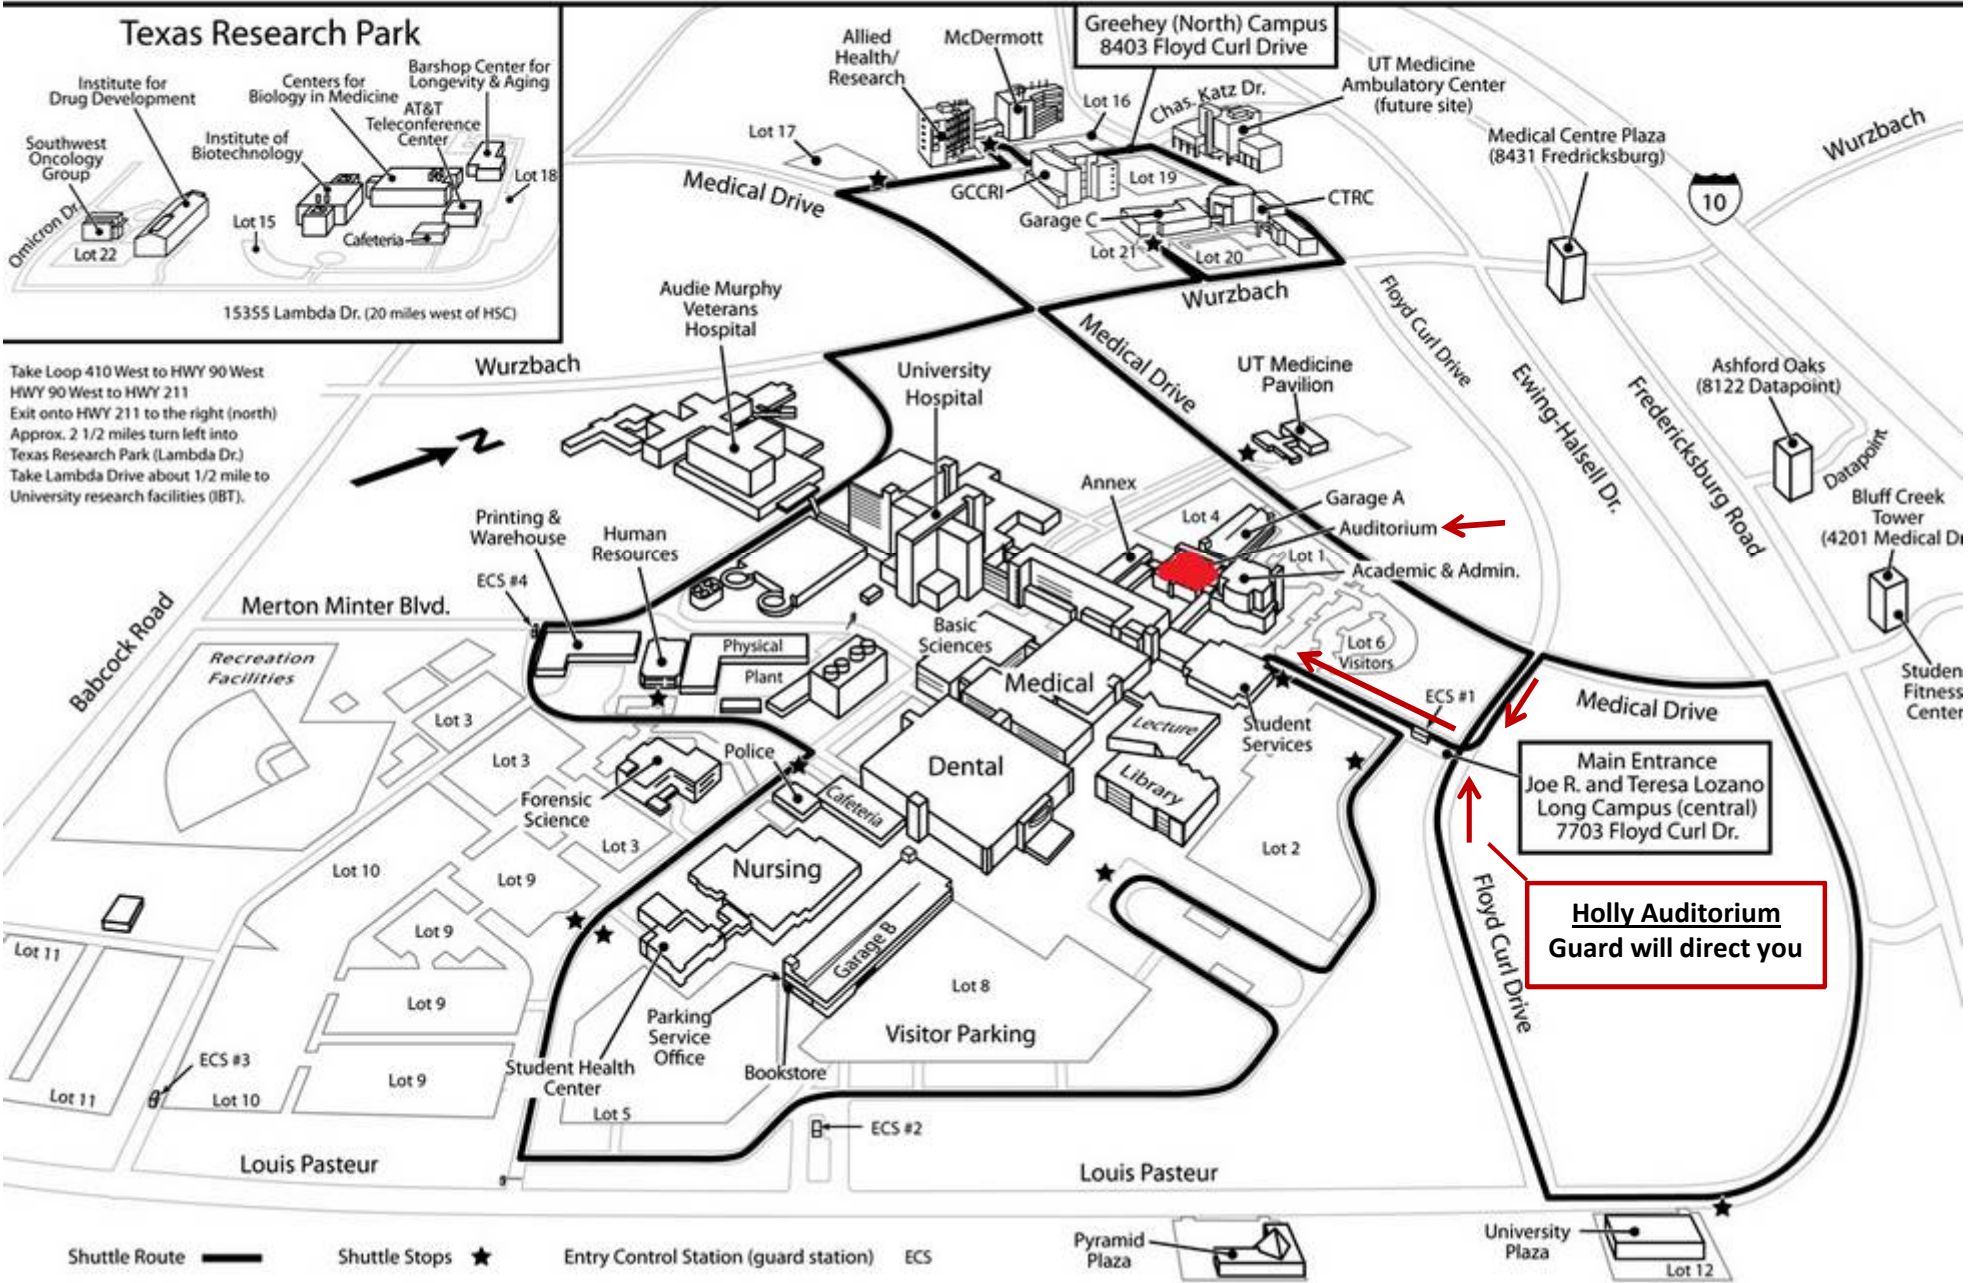 Texas Research Park
Institute for
Drug Development
Centers for
Biology in Medicine
Barshop Center for
Longevity & Aging
AT&T
Teleconference
Center
Southwest
Oncology
Group
Institute of
Biotechnology
Lot 18
Omicron Dr.
Lot 22
Lot 15
Cafeteria
15355 Lambda Dr. (20 miles west of HSC)
Take Loop 410 West to HWY 90 West
HWY 90 West to HWY 211
Exit onto HWY 211 to the right (north)
Approx. 2 1/2 miles turn left into
Texas Research Park (Lambda Dr.)
Take Lambda Drive about 1/2 mile to
University research facilities (IBT).
N
Allied
Health/
Research
McDermott
Greehey (North) Campus
8403 Floyd Curl Drive
UT Medicine
Ambulatory Center
(future site)
Lot 16
Chas. Katz Dr.
Lot 17
Medical Drive
GCCRI
Lot 19
Garage C
CTRC
Lot 21
Lot 20
Wurzbach
Medical Centre Plaza
(8431 Fredricksburg)
10
Wurzbach
Audie Murphy
Veterans
Hospital
Wurzbach
University
Hospital
Medical Drive
Floyd Curl Drive
UT Medicine
Pavilion
Ewing-Halsell Dr.
Fredericksburg Road
Ashford Oaks
(8122 Datapoint)
Datapoint
Bluff Creek
Tower
(4201 Medical Dr
Student
Fitness
Center
Annex
Lot 4
Garage A
Auditorium
Lot 1
Academic & Admin.
Printing &
Warehouse
Human
Resources
ECS #4
Merton Minter Blvd.
Babcock Road
Recreation
Facilities
Physical
Plant
Basic
Sciences
Medical
Lot 6
Visitors
ECS #1
Medical Drive
Lecture
Student
Services
Library
Dental
Lot 3
Lot 3
Police
Cafeteria
Forensic
Science
Lot 3
Main Entrance
Joe R. and Teresa Lozano
Long Campus (central)
7703 Floyd Curl Dr.
Lot 2
Lot 10
Lot 9
Nursing
Holly Auditorium
Guard will direct you
Floyd Curl Drive
Lot 9
Lot 11
Garage B
Lot 8
Visitor Parking
Lot 9
Parking
Service
Office
Bookstore
Student Health
Center
ECS #3
Lot 9
Lot 11
Lot 10
Lot 5
ECS #2
Louis Pasteur
Louis Pasteur
Pyramid
Plaza
University
Plaza
Lot 12
Shuttle Route
Shuttle Stops
Entry Control Station (guard station) ECS